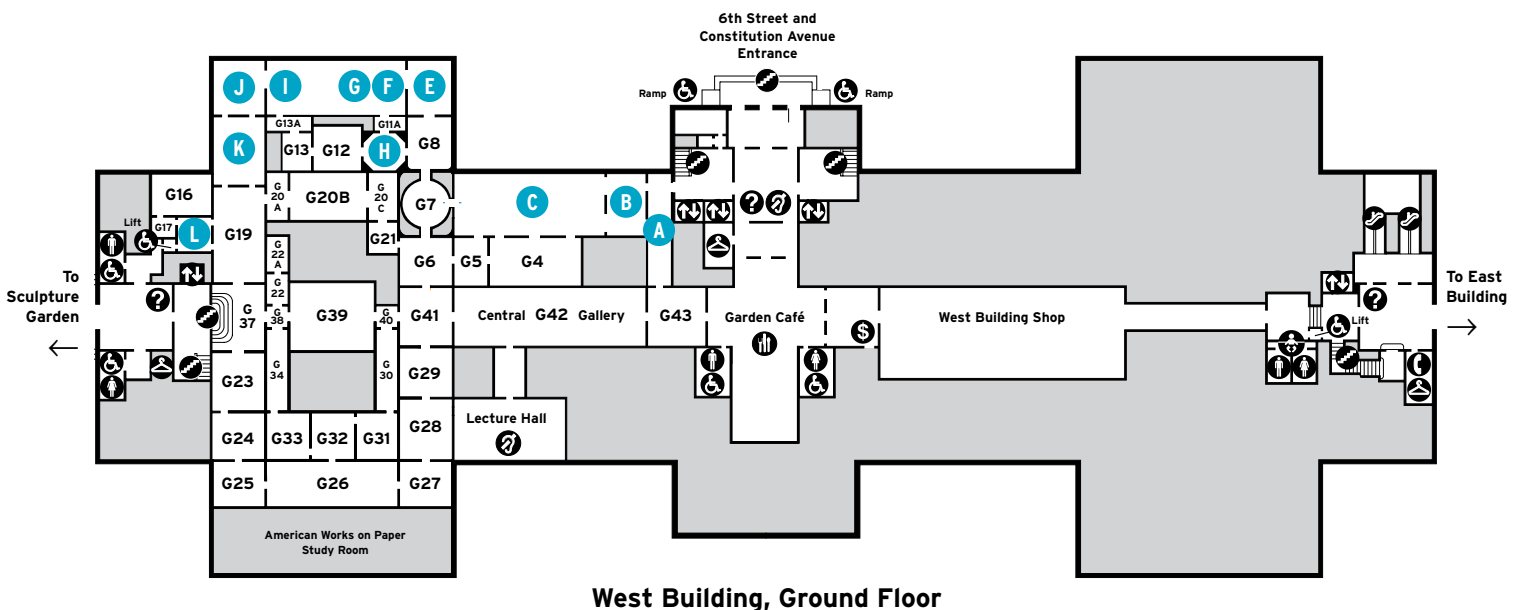 6th Street and
Constitution Avenue
Entrance
Ramp
Ramp
J
I
G
F
E
G13A
G11A
K
G13
G12
H
G8
G16
G
20
A
G20B
G
20
C
G7
C
B
A
Lift
G17
L
G19
G21
?
G
22
A
G6
G5
G4
To
Sculpture
Garden
?
G
22
G
37
G
38
G39
G
40
G41
Central
G42
Gallery
G43
Garden Café
$
West Building Shop
?
Lift
To East
Building
G23
G
34
G
30
G29
G24
G33
G32
G31
G28
Lecture Hall
G25
G26
G27
American Works on Paper
Study Room
West Building, Ground Floor